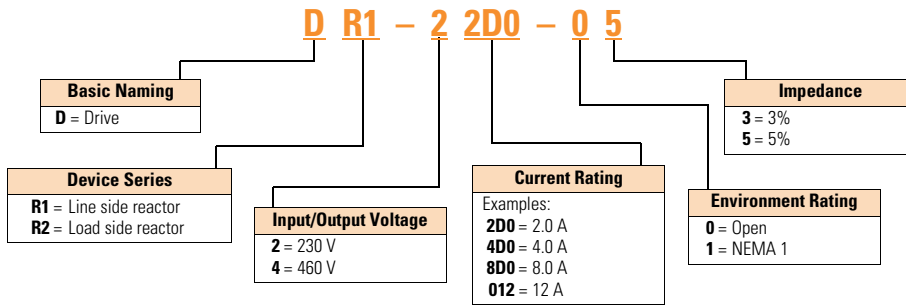 D R1 – 2 2D0 – 0 5
Basic Naming
D = Drive
Device Series
R1 = Line side reactor
R2 = Load side reactor
Input/Output Voltage
2 = 230 V
4 = 460 V
Current Rating
Examples:
2D0 = 2.0 A
4D0 = 4.0 A
8D0 = 8.0 A
012 = 12 A
Environment Rating
0 = Open
1 = NEMA 1
Impedance
3 = 3%
5 = 5%